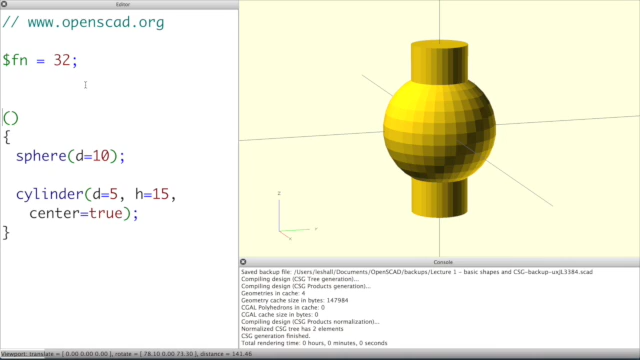 Editor
// www.openscad.org
$fn = 32;
()
{
sphere(d=10);
cylinder(d=5, h=15,
center=true);
}
Console
Saved backup file: /Users/leshall/Documents/OpenSCAD/backups/Lecture 1 - basic shapes and CSG-backup-uxJL3384.scad
Compiling design (CSG Tree generation)...
Compiling design (CSG Products generation)...
Geometries in cache: 4
Geometry cache size in bytes: 147984
CGAL Polyhedrons in cache: 0
CGAL cache size in bytes: 0
Compiling design (CSG Products normalization)...
Normalized CSG tree has 2 elements
CSG generation finished.
Total rendering time: 0 hours, 0 minutes, 0 seconds
Viewport: translate = [ 0.00 0.00 0.00 ], rotate = [ 78.10 0.00 73.30 ], distance = 141.46